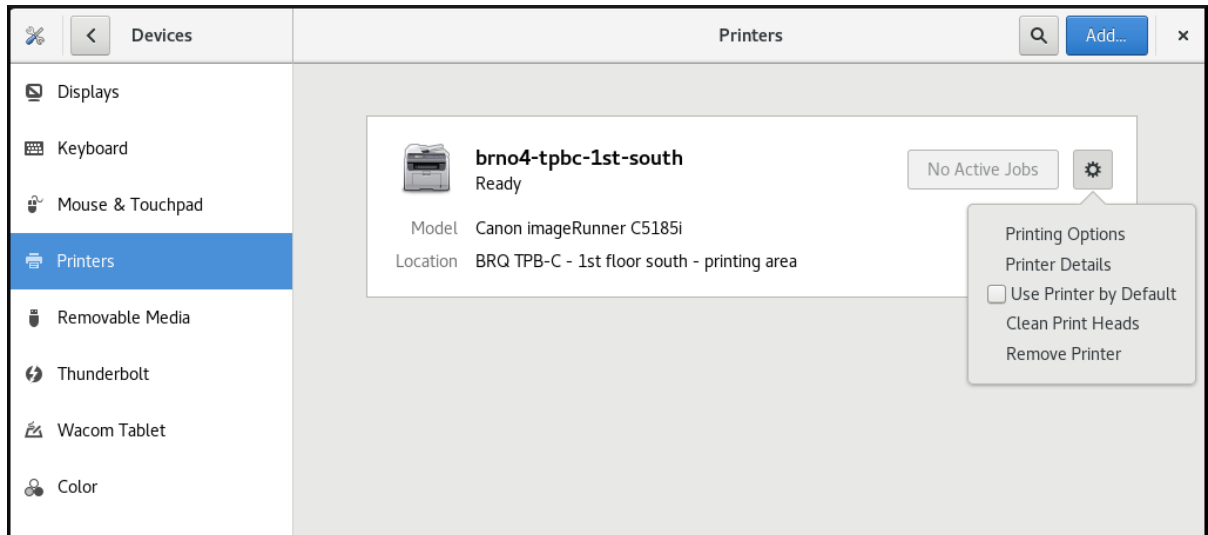 Devices
Printers
Add...
Displays
Keyboard
Mouse & Touchpad
Printers
Removable Media
Thunderbolt
Wacom Tablet
Color
brno4-tpbc-1st-south
Ready
No Active Jobs
Model Canon imageRunner C5185i
Location BRQ TPB-C - 1st floor south - printing area
Printing Options
Printer Details
Use Printer by Default
Clean Print Heads
Remove Printer